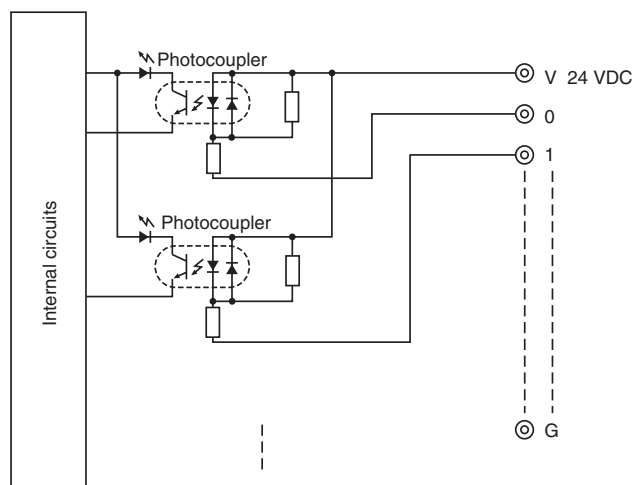 Photocoupler
V 24 VDC
0
1
Photocoupler
Internal circuits
G